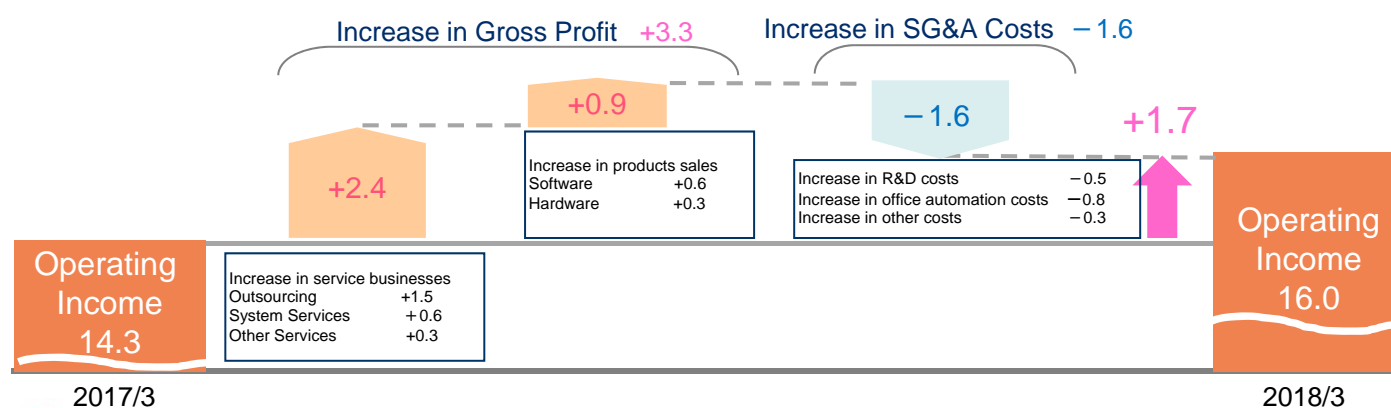 Increase in Gross Profit +3.3
Increase in SG&A Costs －1.6
+2.4
+0.9
－1.6
+1.7
Increase in products sales
Software +0.6
Hardware +0.3
Increase in R&D costs －0.5
Increase in office automation costs －0.8
Increase in other costs －0.3
Operating
Income
14.3
Increase in service businesses
Outsourcing +1.5
System Services ＋0.6
Other Services +0.3
Operating
Income
16.0
2017/3
2018/3